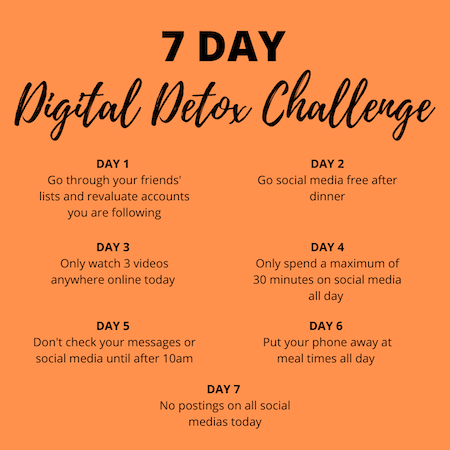 7 DAY
Digital Detox Challenge
DAY 1
Go through your friends'
lists and revaluate accounts
you are following
DAY 2
Go social media free after
dinner
DAY 3
Only watch 3 videos
anywhere online today
DAY 4
Only spend a maximum of
30 minutes on social media
all day
DAY 5
Don't check your messages or
social media until after 10am
DAY 6
Put your phone away at
meal times all day
DAY 7
No postings on all social
medias today